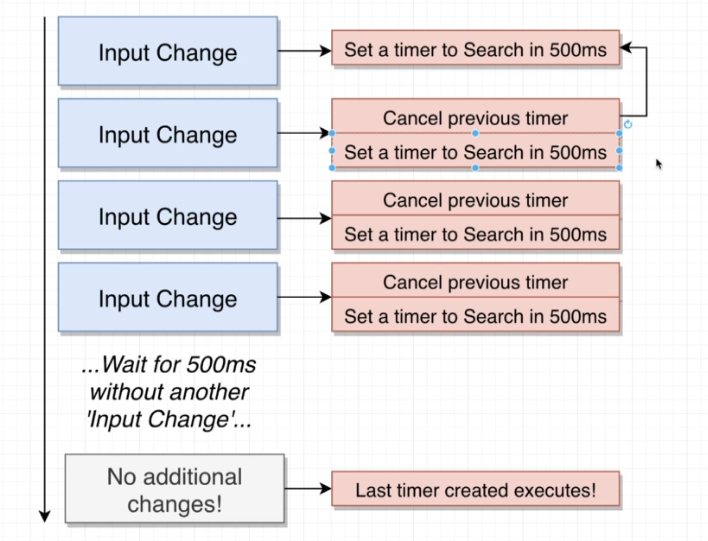 Input Change
Set a timer to Search in 500ms
Input Change
Cancel previous timer
Set a timer to Search in 500ms
Input Change
Cancel previous timer
Set a timer to Search in 500ms
Input Change
Cancel previous timer
Set a timer to Search in 500ms
...Wait for 500ms
without another
'Input Change'...
No additional
changes!
Last timer created executes!